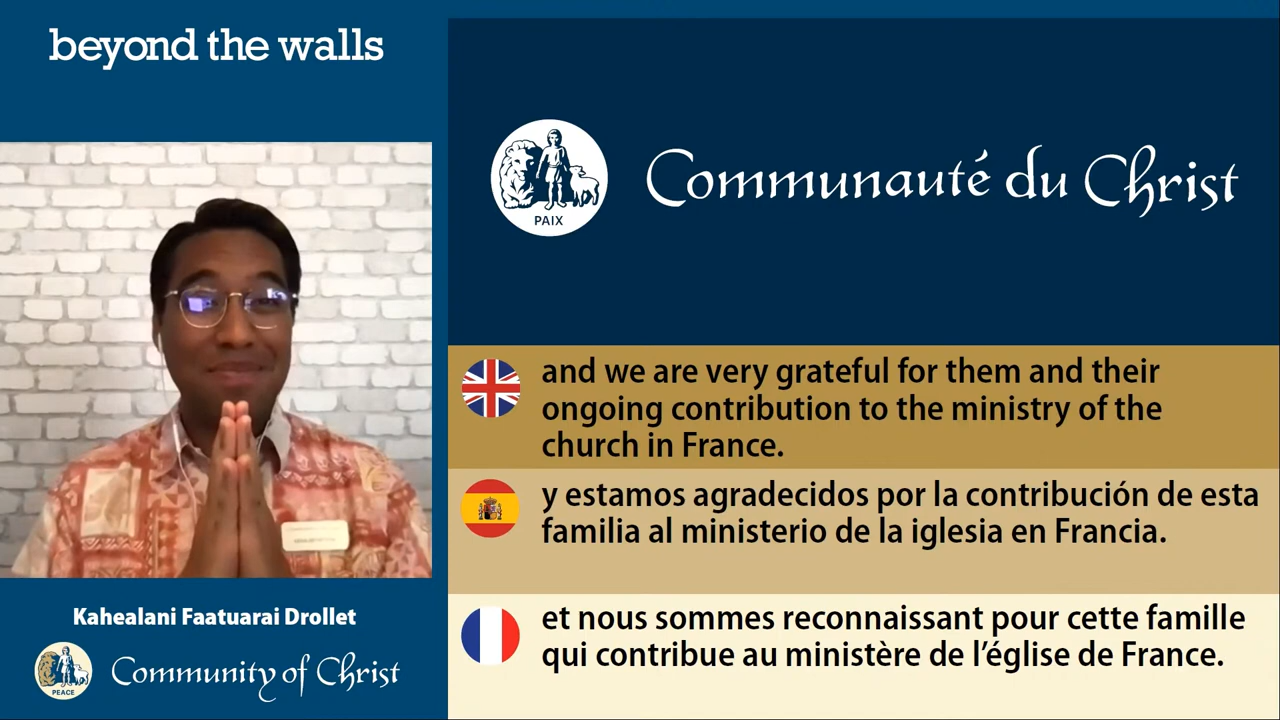 beyond the walls
PAIX
Communauté du Christ
and we are very grateful for them and their
ongoing contribution to the ministry of the
church in France.
y estamos agradecidos por la contribución de esta
familia al ministerio de la iglesia en Francia.
et nous sommes reconnaissant pour cette famille
qui contribue au ministère de l'église de France.
Kahealani Faatuarai Drollet
PEACE
Community of Christ